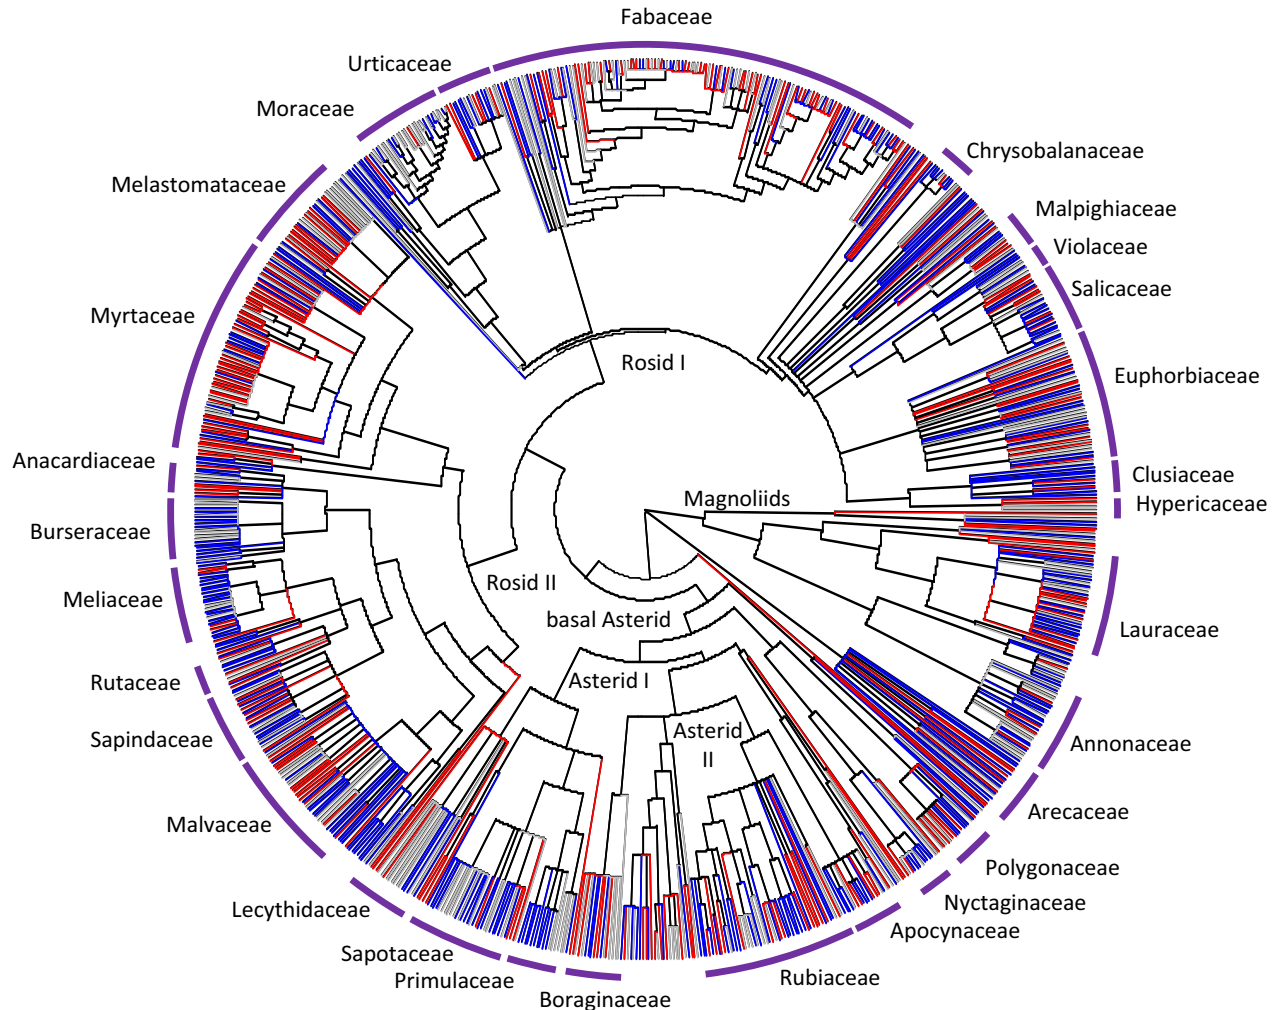 Fabaceae
Urticaceae
Moraceae
Chrysobalanaceae
Melastomataceae
Malpighiaceae
Violaceae
Salicaceae
Myrtaceae
Rosid I
Euphorbiaceae
Anacardiaceae
Clusiaceae
Magnoliids
Hypericaceae
Burseraceae
Rosid II
Meliaceae
basal Asterid
Lauraceae
Rutaceae
Asterid I
Sapindaceae
Asterid
II
Annonaceae
Arecaceae
Malvaceae
Polygonaceae
Nyctaginaceae
Lecythidaceae
Apocynaceae
Sapotaceae
Primulaceae
Rubiaceae
Boraginaceae